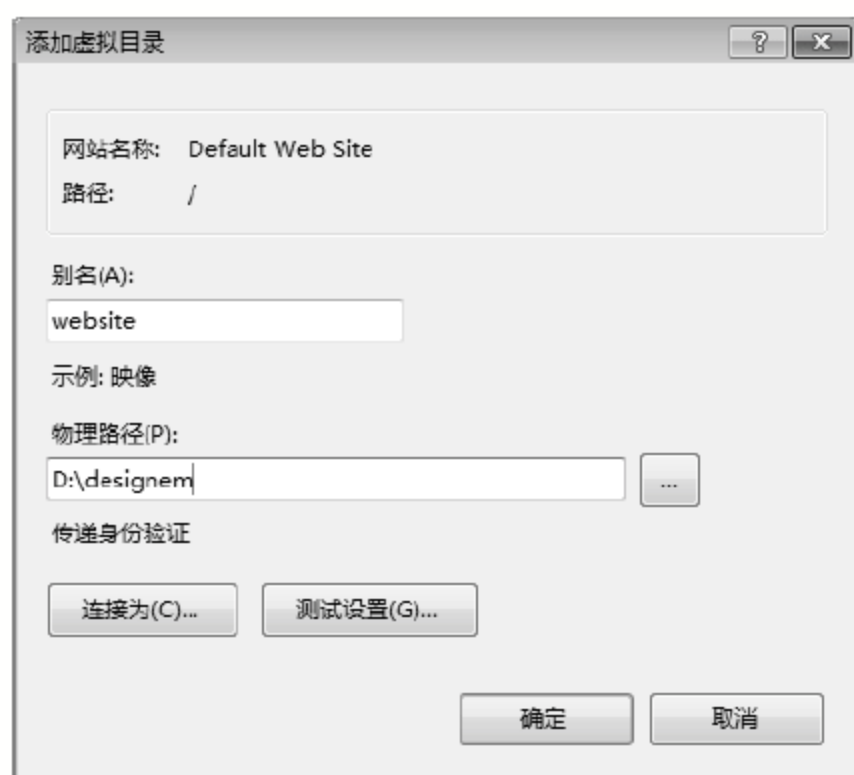 添加虚拟目录
网站名称: Default Web Site
路径: /
别名(A):
website
示例: 映像
物理路径(P):
D:\designem
...
传递身份验证
连接为(C)... 测试设置(G)...
确定 取消